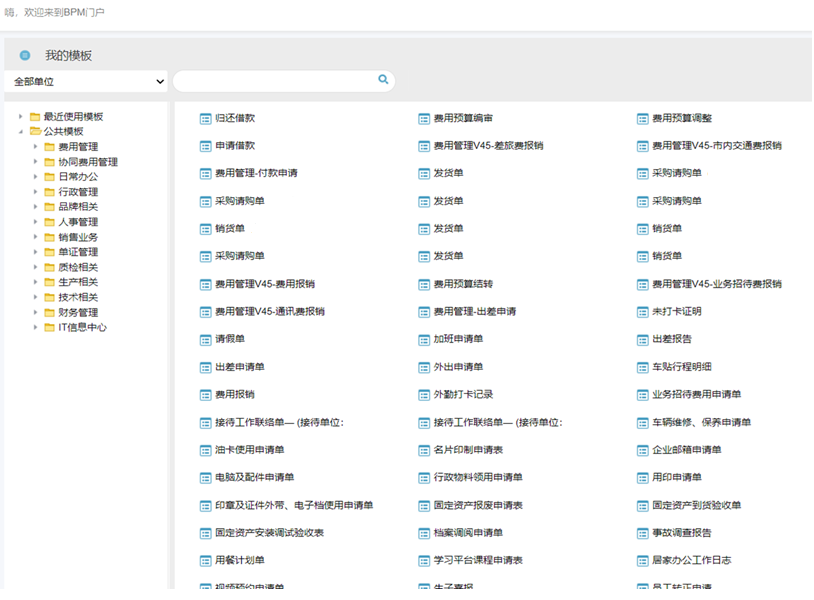 嗨，欢迎来到BPM门户
我的模板
全部单位
最近使用模板
公共模板
费用管理
协同费用管理
日常办公
行政管理
品牌相关
人事管理
销售业务
单证管理
质检相关
生产相关
技术相关
财务管理
IT信息中心
归还借款 费用预算编审 费用预算调整
申请借款 费用管理V45-差旅费报销 费用管理V45-市内交通费报销
费用管理-付款申请 发货单 采购请购单
采购请购单 发货单 采购请购单
销货单 发货单 销货单
采购请购单 发货单 销货单
费用管理V45-费用报销 费用预算结转 费用管理V45-业务招待费报销
费用管理V45-通讯费报销 费用管理-出差申请 未打卡证明
请假单 加班申请单 出差报告
出差申请单 外出申请单 车贴行程明细
费用报销 外勤打卡记录 业务招待费用申请单
接待工作联络单— (接待单位: 接待工作联络单— (接待单位: 车辆维修、保养申请单
油卡使用申请单 名片印制申请表 企业邮箱申请单
电脑及配件申请单 行政物料领用申请单 用印申请单
印章及证件外带、电子档使用申请单 固定资产报废申请表 固定资产到货验收单
固定资产安装调试验收表 档案调阅申请单 事故调查报告
用餐计划单 学习平台课程申请表 居家办公工作日志
视频预约申请单 生子喜报 员工转正申请